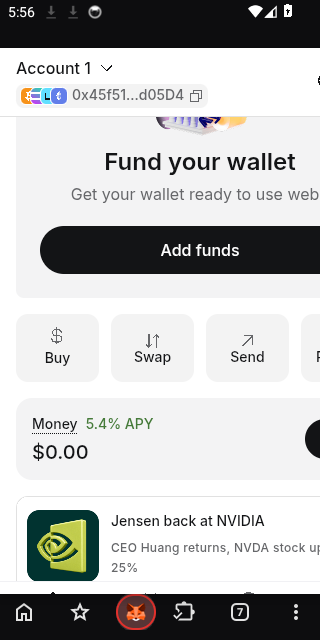 5:56
Account 1
0x45f51...d05D4
Fund your wallet
Get your wallet ready to use web
Add funds
Buy
Swap
Send
Money 5.4% APY
$0.00
Jensen back at NVIDIA
CEO Huang returns, NVDA stock up
25%
7